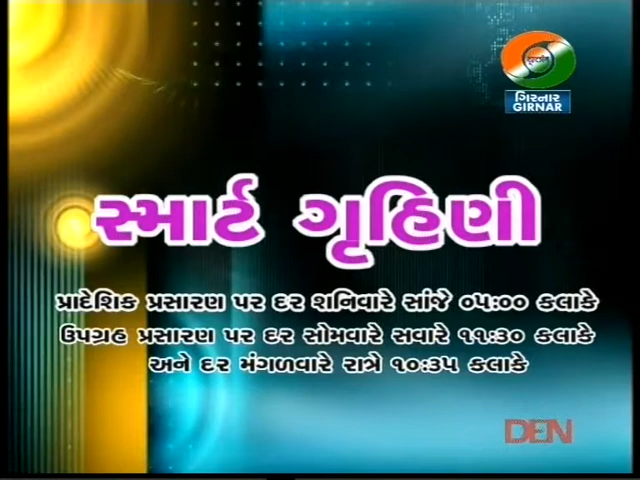 ગિરનાર
GIRNAR
સ્માર્ટ ગૃહિણી
પ્રાદેશિક પ્રસારણ પર દર શનિવારે સાંજે ૦૫:૦૦ કલાકે
ઉપગ્રહ પ્રસારણ પર દર સોમવારે સવારે ૧૧:૩૦ કલાકે
અને દર મંગળવારે રાત્રે ૧૦:૩૫ કલાકે
DEN